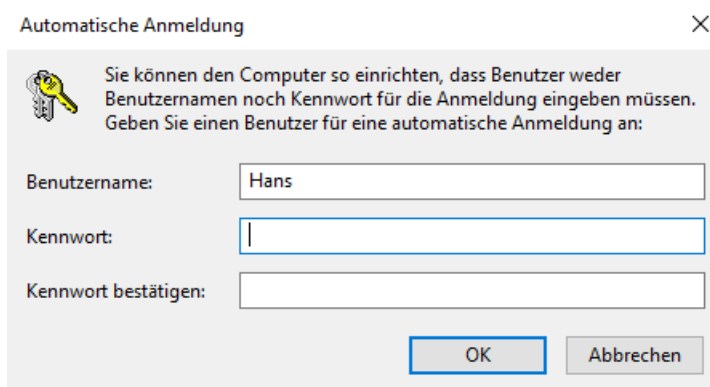 Automatische Anmeldung
Sie können den Computer so einrichten, dass Benutzer weder
Benutzernamen noch Kennwort für die Anmeldung eingeben müssen.
Geben Sie einen Benutzer für eine automatische Anmeldung an:
Benutzername: Hans
Kennwort:
Kennwort bestätigen:
OK Abbrechen